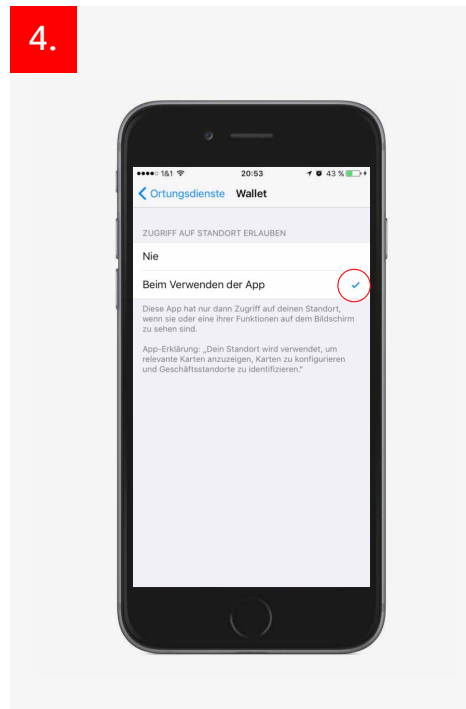 4.
1&1 20:53 43 %
Ortungsdienste Wallet
ZUGRIFF AUF STANDORT ERLAUBEN
Nie
Beim Verwenden der App
Diese App hat nur dann Zugriff auf deinen Standort,
wenn sie oder eine ihrer Funktionen auf dem Bildschirm
zu sehen sind.
App-Erklärung: „Dein Standort wird verwendet, um
relevante Karten anzuzeigen, Karten zu konfigurieren
und Geschäftsstandorte zu identifizieren."